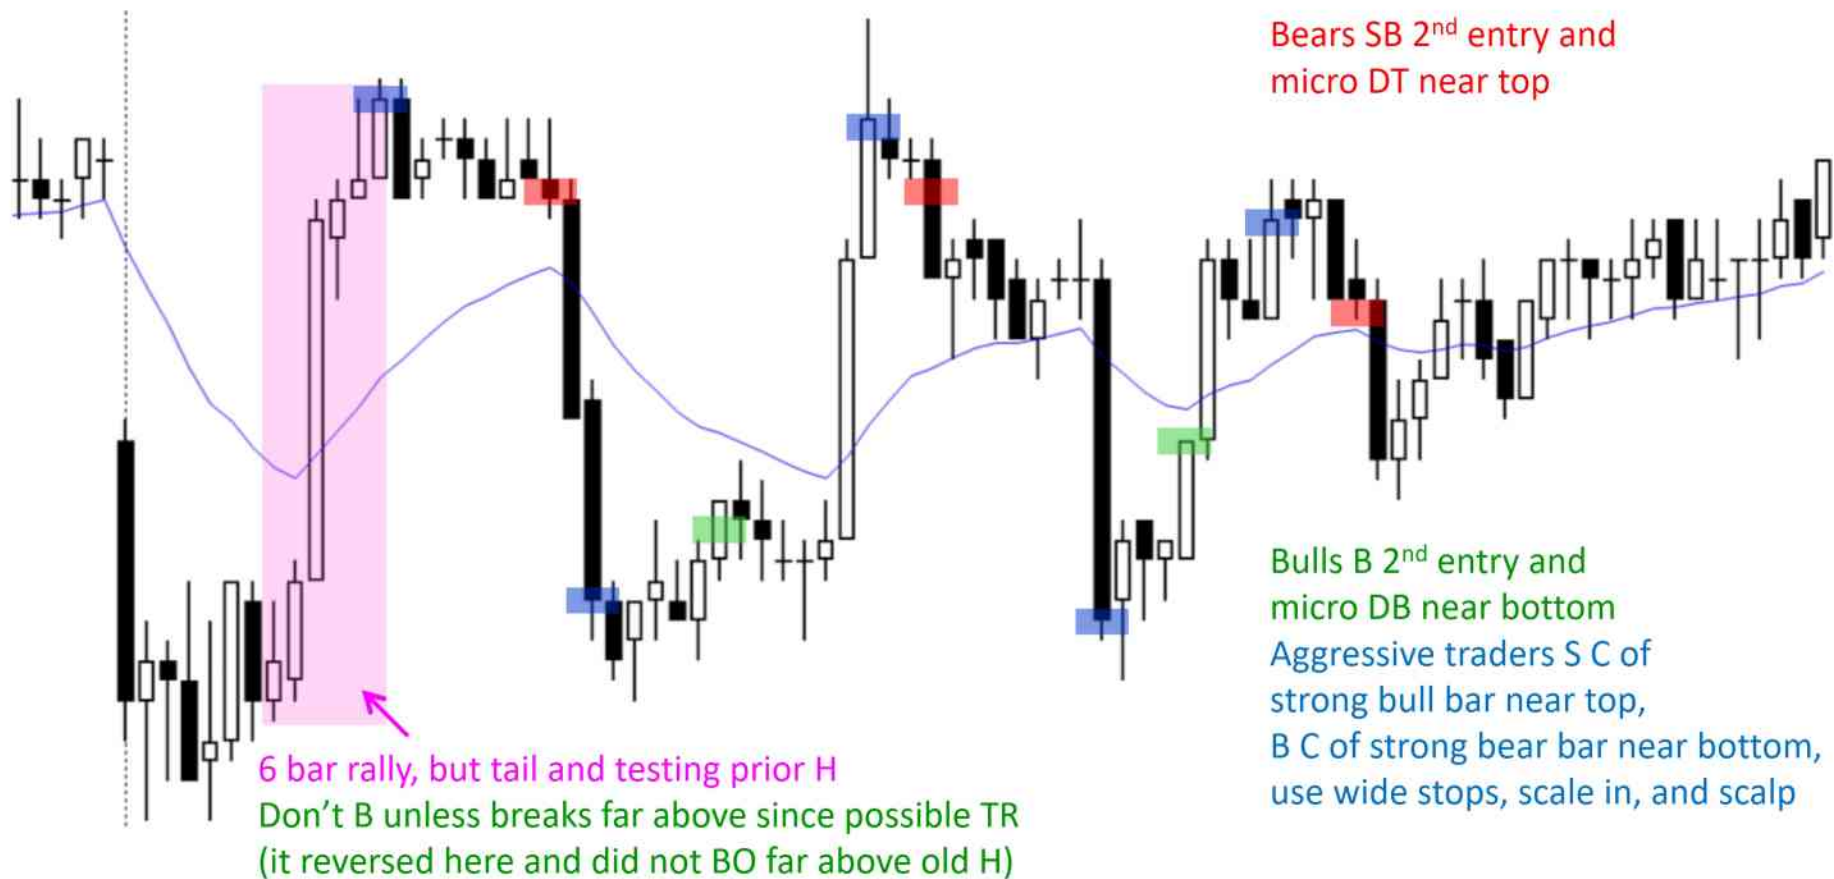 Bears SB 2nd entry and
micro DT near top
Bulls B 2nd entry and
micro DB near bottom
Aggressive traders S C of
strong bull bar near top,
B C of strong bear bar near bottom,
use wide stops, scale in, and scalp
6 bar rally, but tail and testing prior H
Don’t B unless breaks far above since possible TR
(it reversed here and did not BO far above old H)